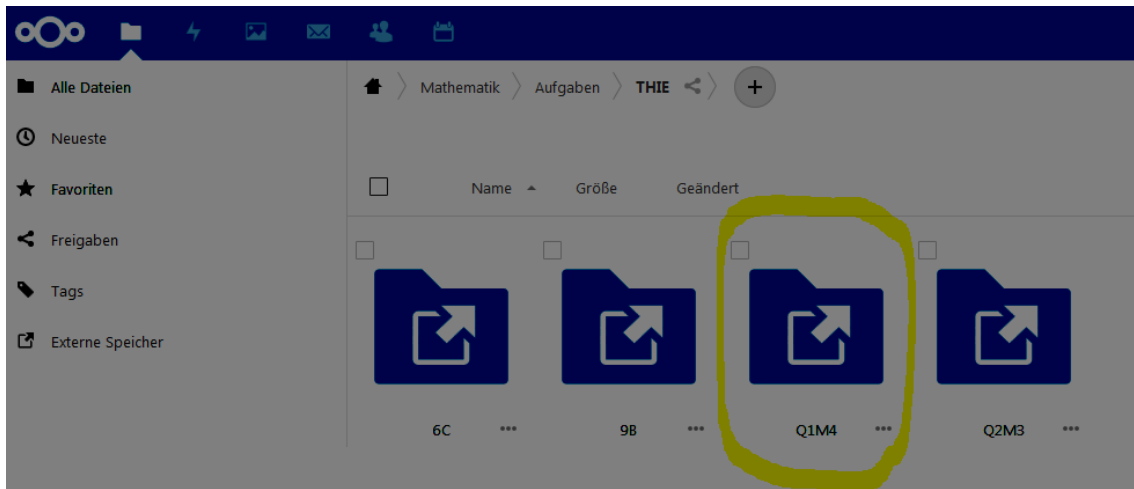 Alle Dateien
Neueste
Favoriten
Freigaben
Tags
Externe Speicher
Mathematik Aufgaben THIE +
Name Größe Geändert
6C ... 9B ... Q1M4 ... Q2M3 ...